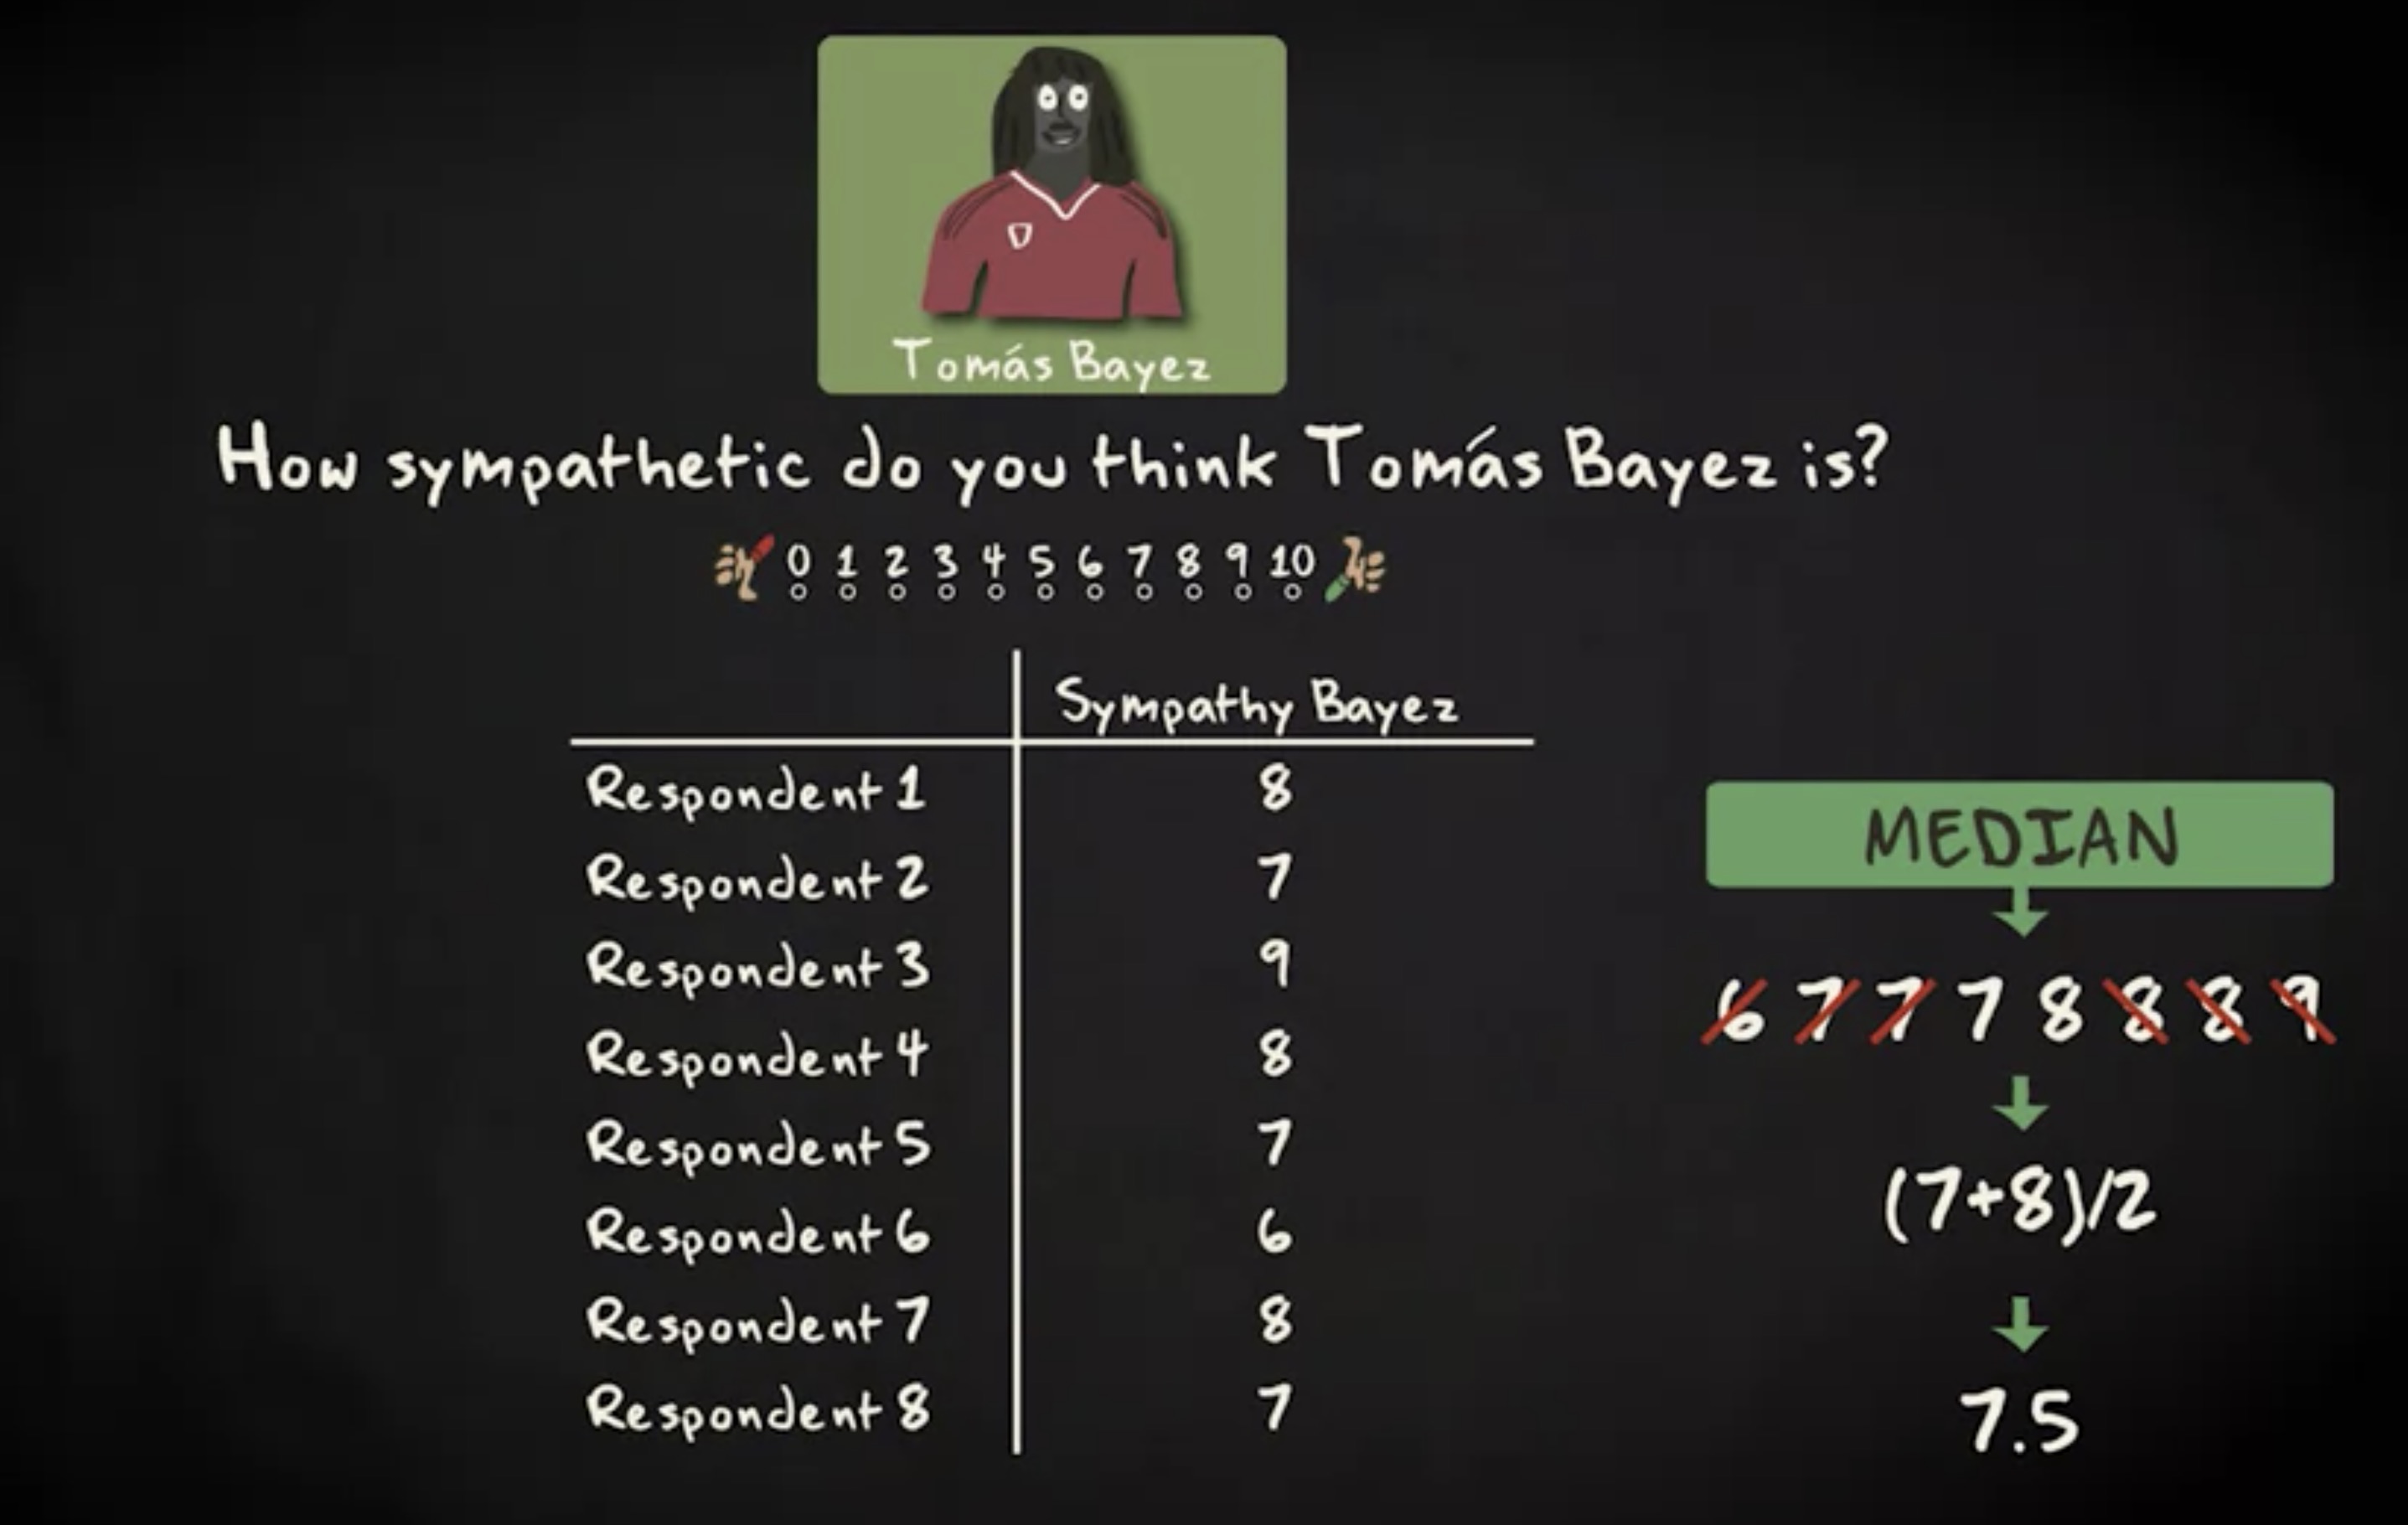 Tomás Bayez
How sympathetic do you think Tomás Bayez is?
0 1 2 3 4 5 6 7 8 9 10
Sympathy Bayez
Respondent 1 8
Respondent 2 7
Respondent 3 9
Respondent 4 8
Respondent 5 7
Respondent 6 6
Respondent 7 8
Respondent 8 7
MEDIAN
6 7 7 7 8 8 8 9
(7+8)/2
7.5